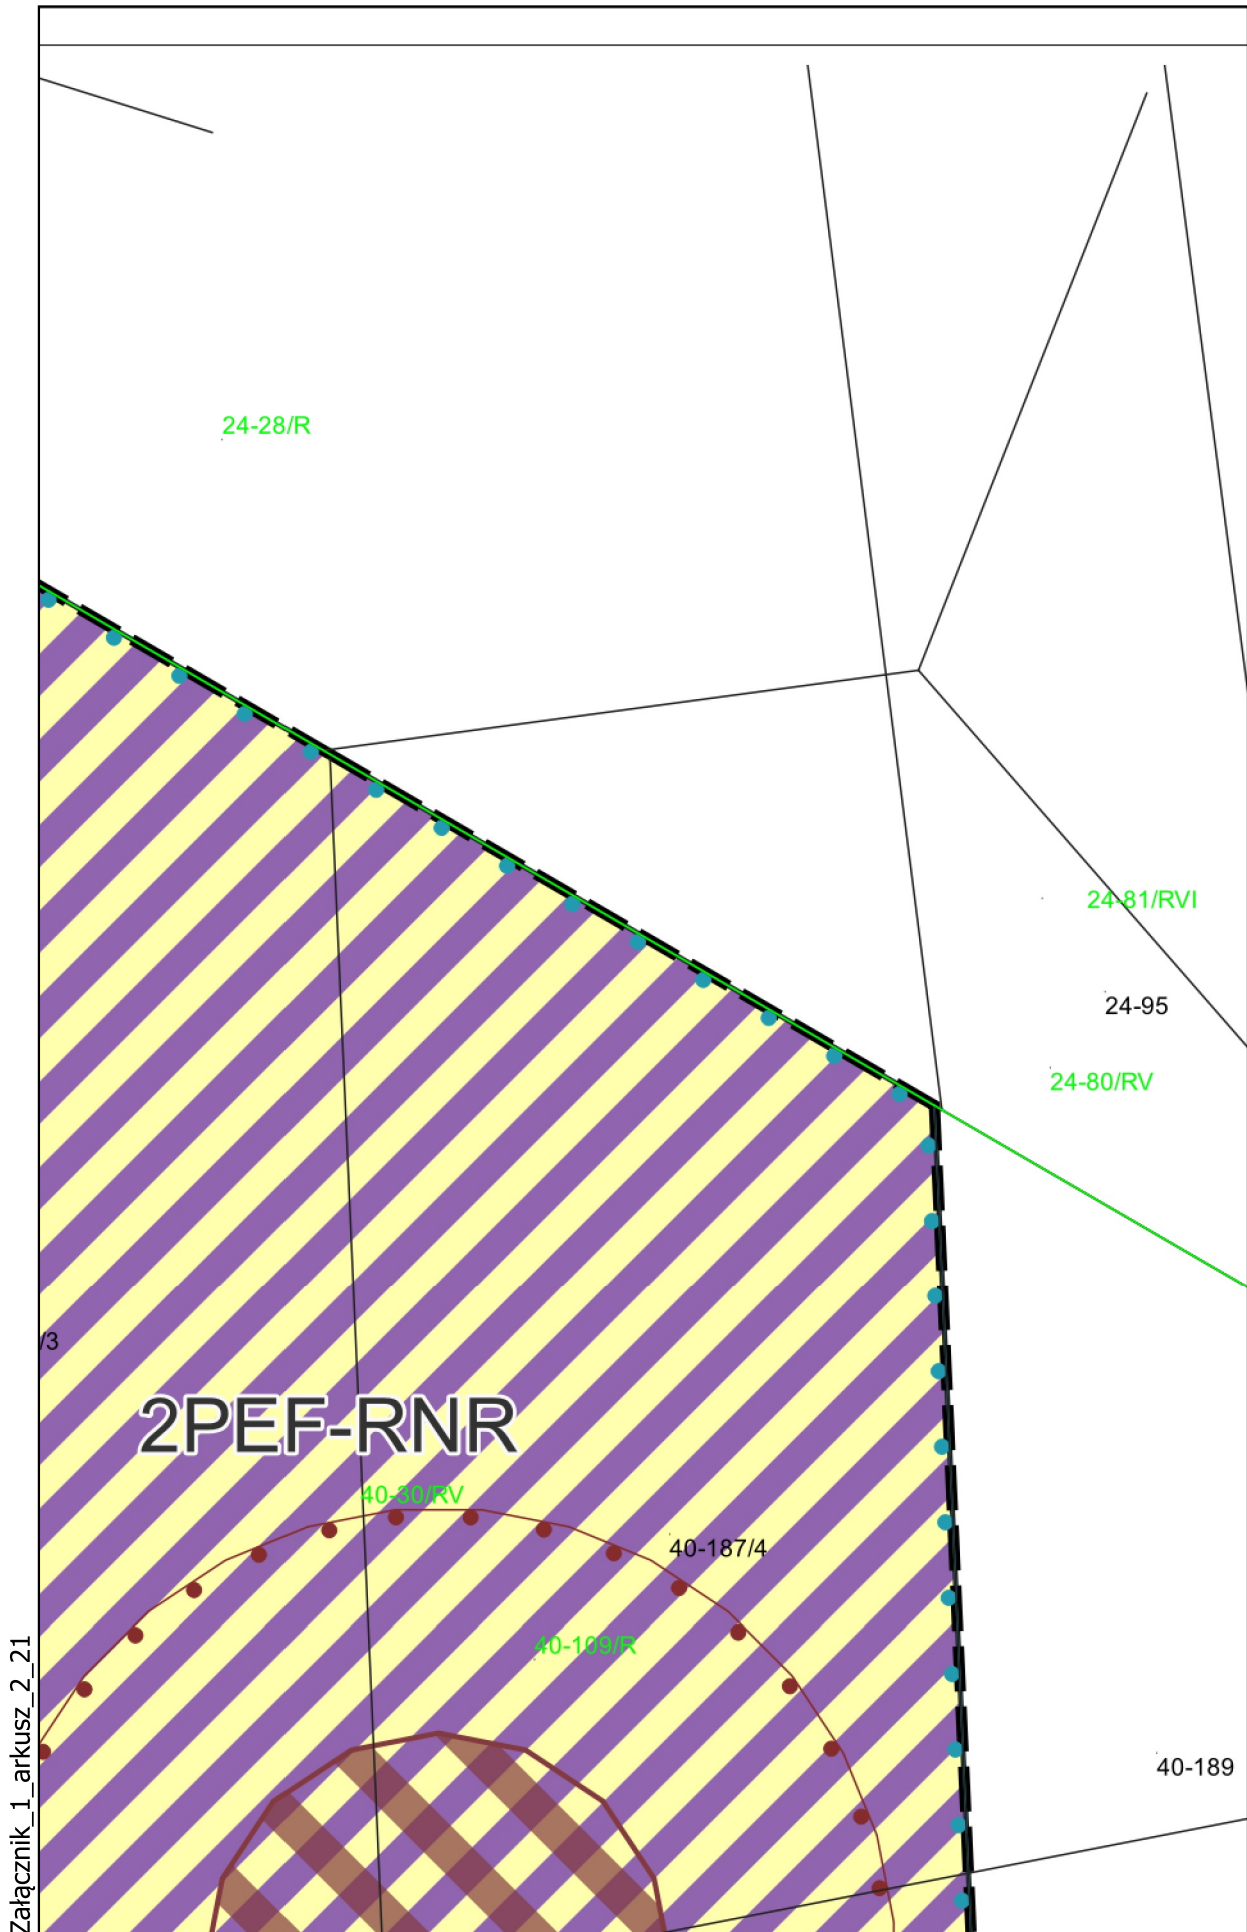 24-28/R
24-81/RVI
24-95
24-80/RV
/3
2PEF-RNR
40-30/RV
40-187/4
40-109/R
40-189
Załącznik_1_arkusz_2_21